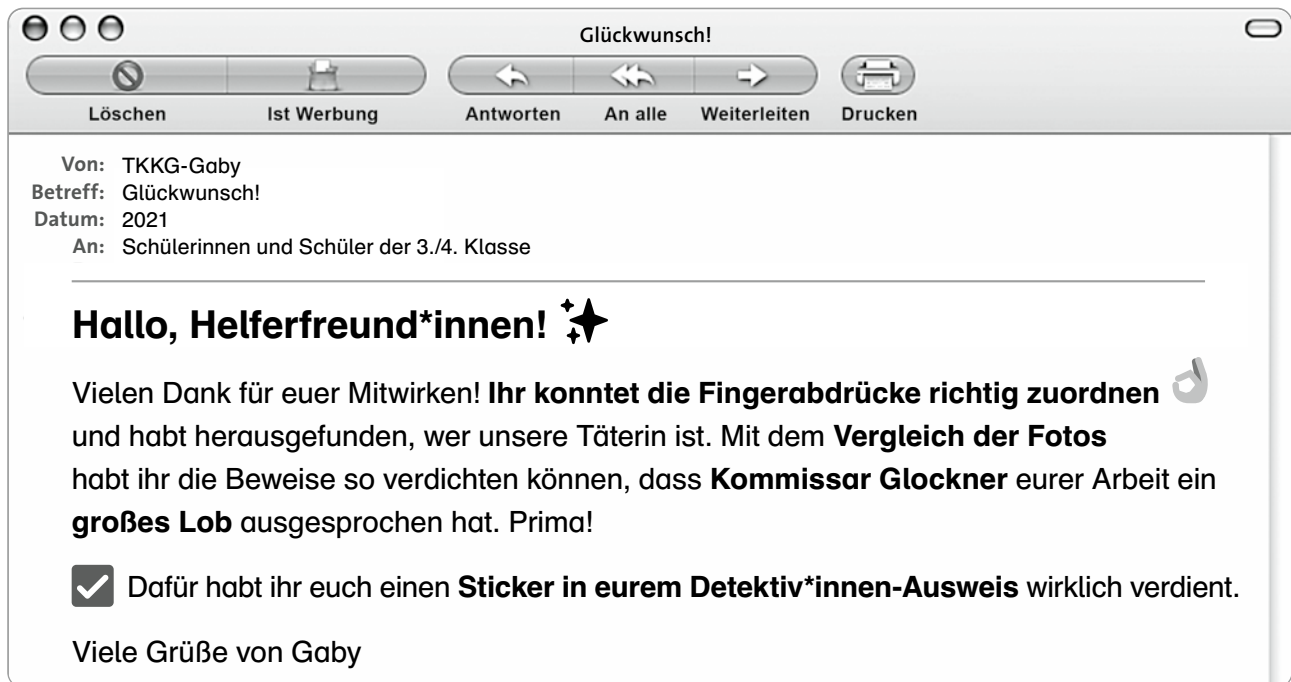 Glückwunsch!
Löschen Ist Werbung Antworten An alle Weiterleiten Drucken
Von: TKKG-Gaby
Betreff: Glückwunsch!
Datum: 2021
An: Schülerinnen und Schüler der 3./4. Klasse
Hallo, Helferfreund*innen!
Vielen Dank für euer Mitwirken! Ihr konntet die Fingerabdrücke richtig zuordnen
und habt herausgefunden, wer unsere Täterin ist. Mit dem Vergleich der Fotos
habt ihr die Beweise so verdichten können, dass Kommissar Glockner eurer Arbeit ein
großes Lob ausgesprochen hat. Prima!
Dafür habt ihr euch einen Sticker in eurem Detektiv*innen-Ausweis wirklich verdient.
Viele Grüße von Gaby